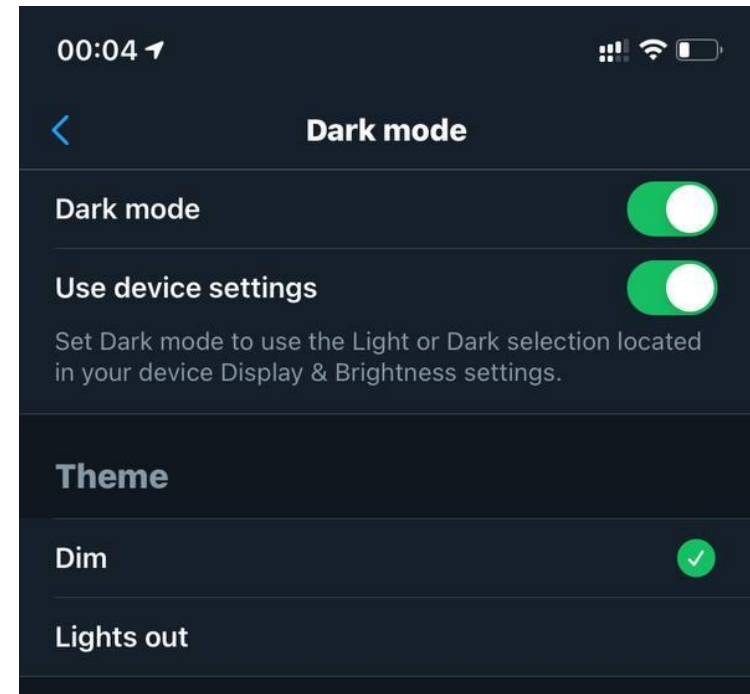 00:04
Dark mode
Dark mode
Use device settings
Set Dark mode to use the Light or Dark selection located
in your device Display & Brightness settings.
Theme
Dim
Lights out